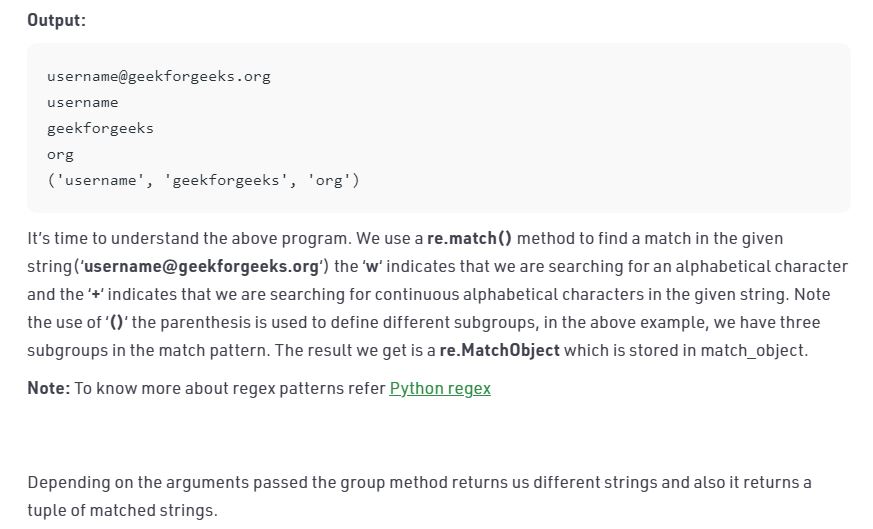 Output:
username@geekforgeeks.org
username
geekforgeeks
org
('username', 'geekforgeeks', 'org')
It’s time to understand the above program. We use a re.match() method to find a match in the given
string(‘username@geekforgeeks.org‘) the ‘w‘ indicates that we are searching for an alphabetical character
and the ‘+‘ indicates that we are searching for continuous alphabetical characters in the given string. Note
the use of ‘()‘ the parenthesis is used to define different subgroups, in the above example, we have three
subgroups in the match pattern. The result we get is a re.MatchObject which is stored in match_object.
Note: To know more about regex patterns refer Python regex
Depending on the arguments passed the group method returns us different strings and also it returns a
tuple of matched strings.